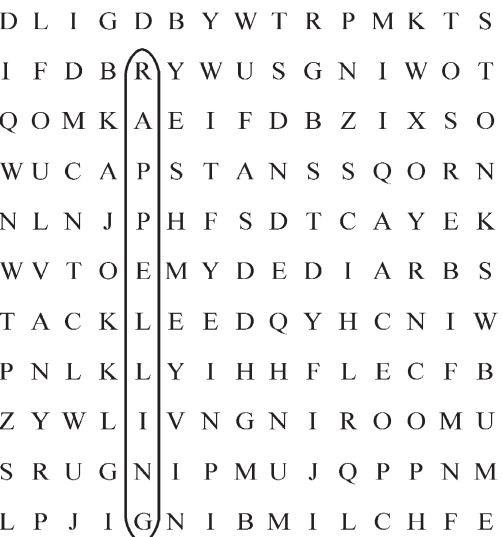 D L I G D B Y W T R P M K T S
I F D B R Y W U S G N I W O T
Q O M K A E I F D B Z I X S O
W U C A P S T A N S S Q O R N
N L N J P H F S D T C A Y E K
W V T O E M Y D E D I A R B S
T A C K L E E D Q Y H C N I W
P N L K L Y I H H F L E C F B
Z Y W L I V N G N I R O O M U
S R U G N I P M U J Q P P N M
L P J I G N I B M I L C H F E